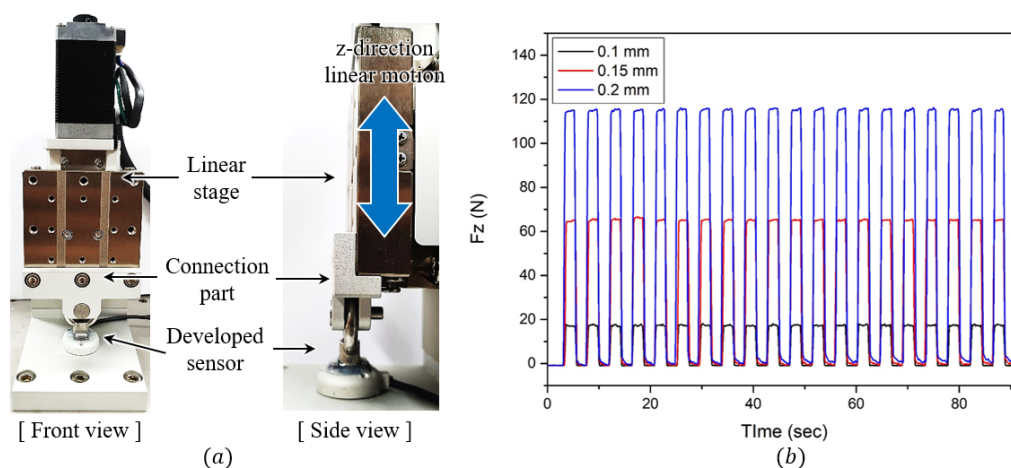 z-direction
linear motion
Linear
stage
Connection
part
Developed
sensor
[ Front view ]
[ Side view ]
(a)
0.1 mm
0.15 mm
0.2 mm
140
120
100
80
60
40
20
0
Fz (N)
0 20 40 60 80
TIme (sec)
(b)